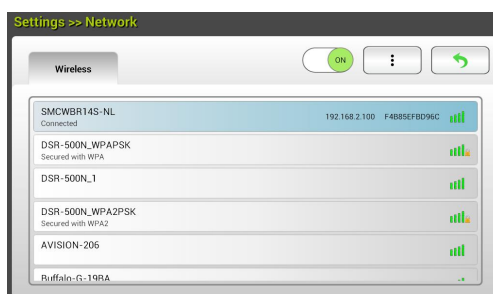 Settings >> Network
Wireless
ON
SMCWBR14S-NL
Connected
192.168.2.100 F4B85EFBD96C
DSR-500N_WPAPSK
Secured with WPA
DSR-500N_1
DSR-500N_WPA2PSK
Secured with WPA2
AVISION-206
Buffalo-G-19BA